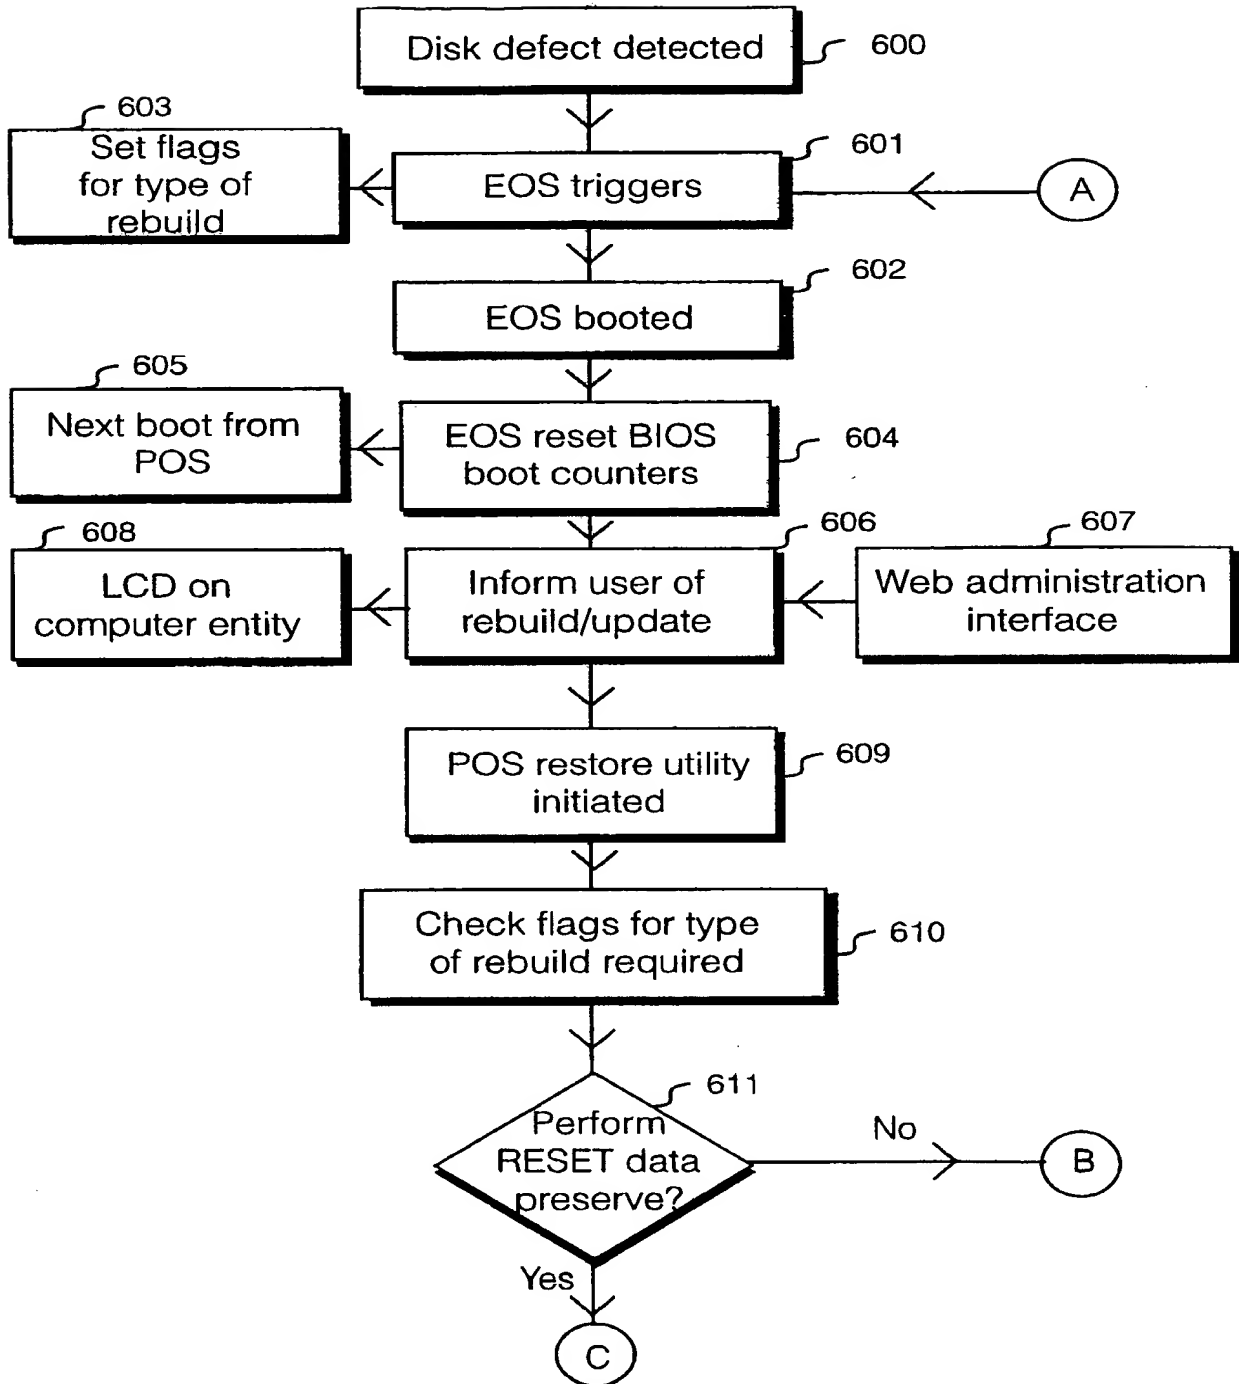 Disk defect detected
600
603
Set flags
for type of
rebuild
601
EOS triggers
A
602
EOS booted
605
Next boot from
POS
EOS reset BIOS
boot counters
604
608
LCD on
computer entity
606
Inform user of
rebuild/update
607
Web administration
interface
POS restore utility
initiated
609
Check flags for type
of rebuild required
610
611
Perform
RESET data
preserve?
No
B
Yes
C